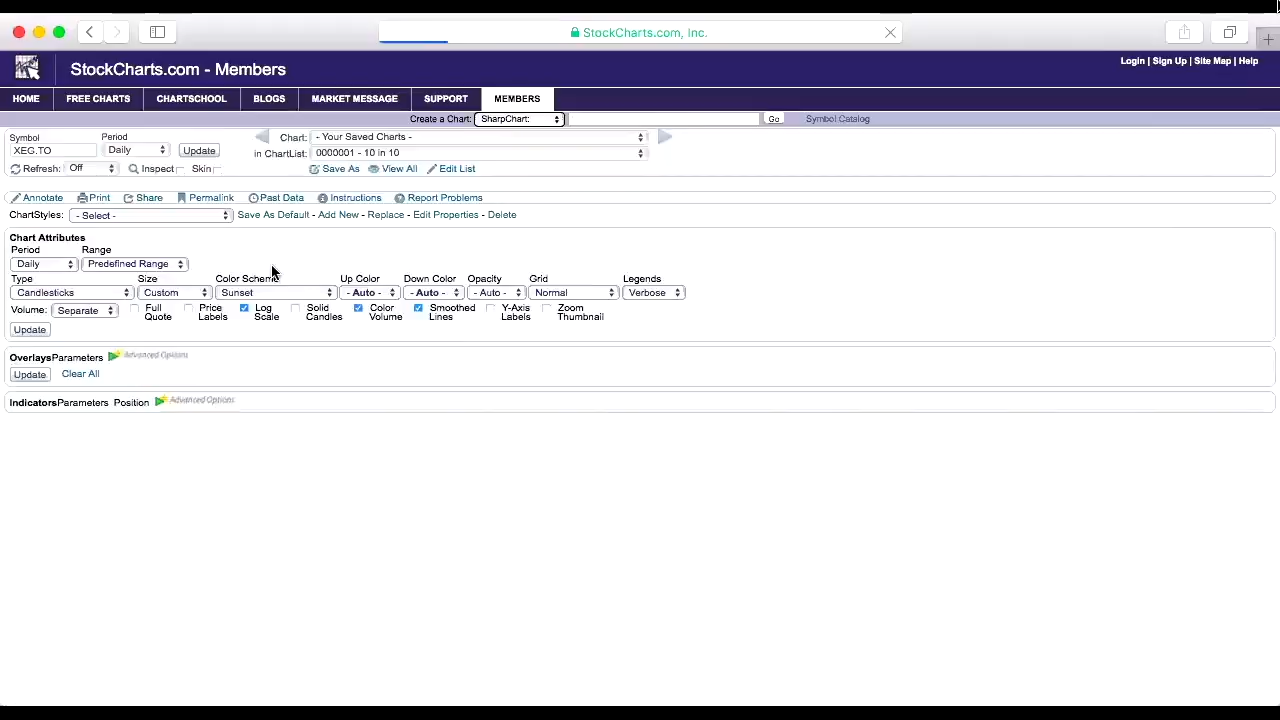 StockCharts.com, Inc.
StockCharts.com - Members
Login | Sign Up | Site Map | Help
HOME FREE CHARTS CHARTSCHOOL BLOGS MARKET MESSAGE SUPPORT MEMBERS
Create a Chart: SharpChart: Go Symbol Catalog
Symbol Period Chart: - Your Saved Charts -
XEG.TO Daily Update in ChartList: 0000001 - 10 in 10
Refresh: Off Inspect Skin Save As View All Edit List
Annotate Print Share Permalink Past Data Instructions Report Problems
ChartStyles: - Select - Save As Default - Add New - Replace - Edit Properties - Delete
Chart Attributes
Period Range
Daily Predefined Range
Type Size Color Scheme Up Color Down Color Opacity Grid Legends
Candlesticks Custom Sunset - Auto - - Auto - - Auto - Normal Verbose
Volume: Separate Full Quote Price Labels Log Scale Solid Candles Color Volume Smoothed Lines Y-Axis Labels Zoom Thumbnail
Update
OverlaysParameters Advanced Options
Update Clear All
IndicatorsParameters Position Advanced Options